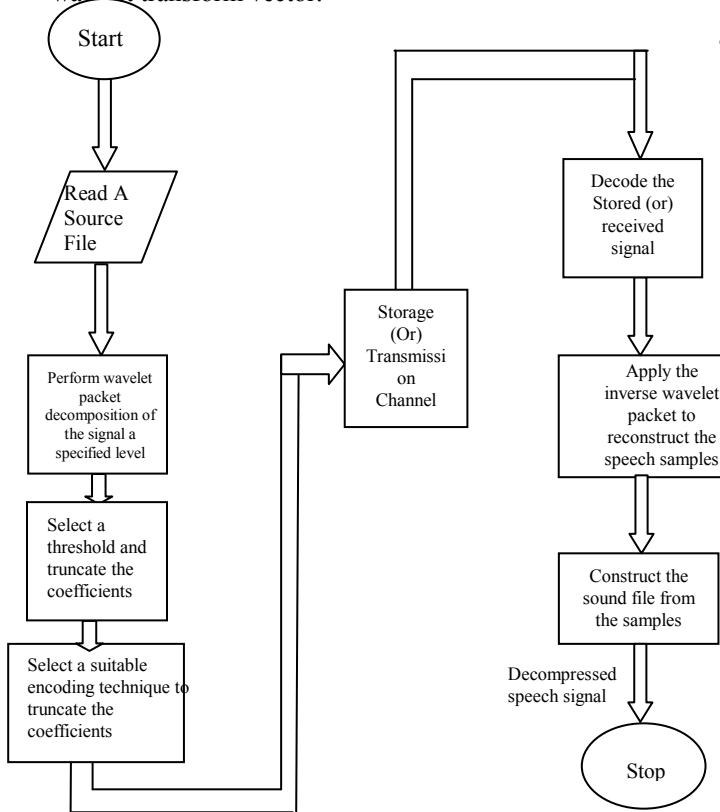 transform vector.
Start
Read A
Source
File
Perform wavelet
packet
decomposition of
the signal a
specified level
Select a
threshold and
truncate the
coefficients
Select a suitable
encoding technique to
truncate the
coefficients
Storage
(Or)
Transmissi
on
Channel
Decode the
Stored (or)
received
signal
Apply the
inverse wavelet
packet to
reconstruct the
speech samples
Construct the
sound file from
the samples
Decompressed
speech signal
Stop